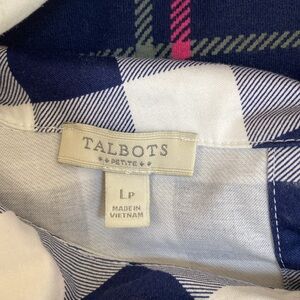 TALBOTS
PETITE
LP
MADE IN
VIETNAM